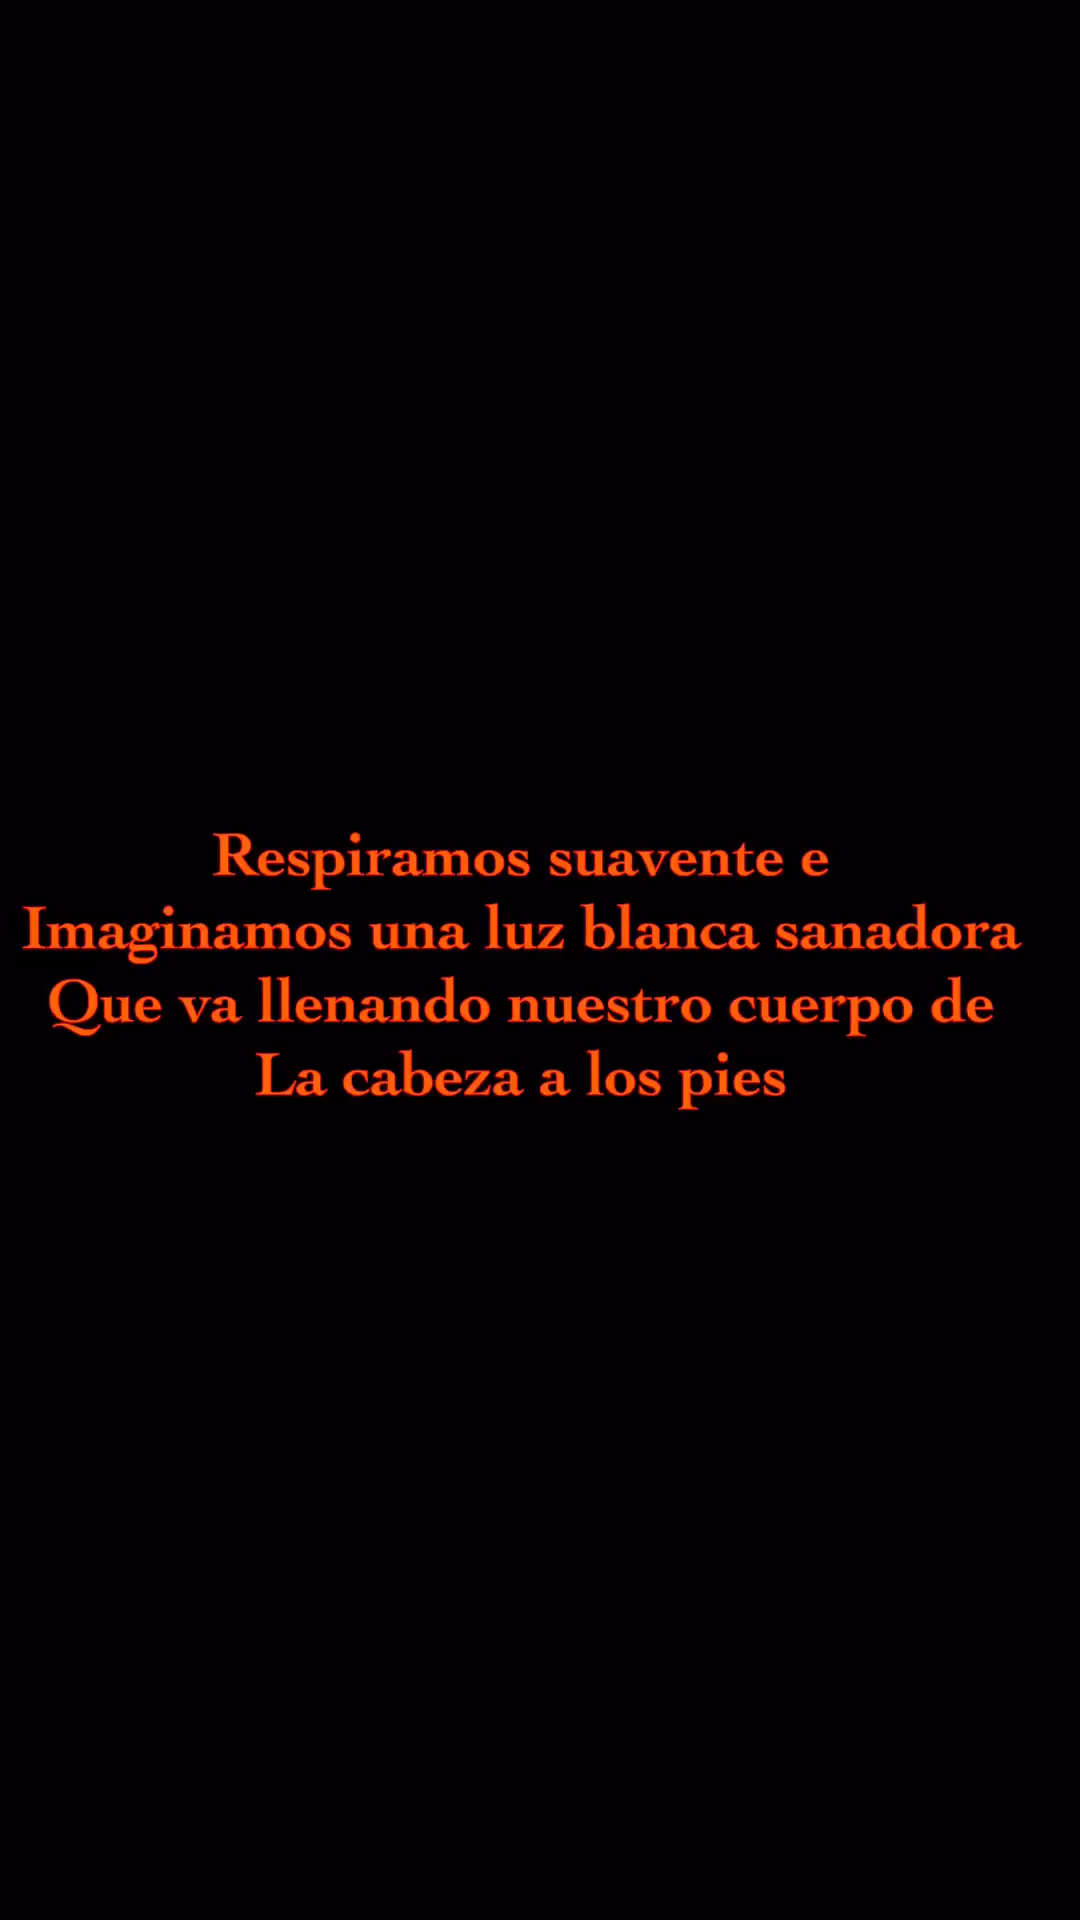 Respiramos suavente e
Imaginamos una luz blanca sanadora
Que va llenando nuestro cuerpo de
La cabeza a los pies